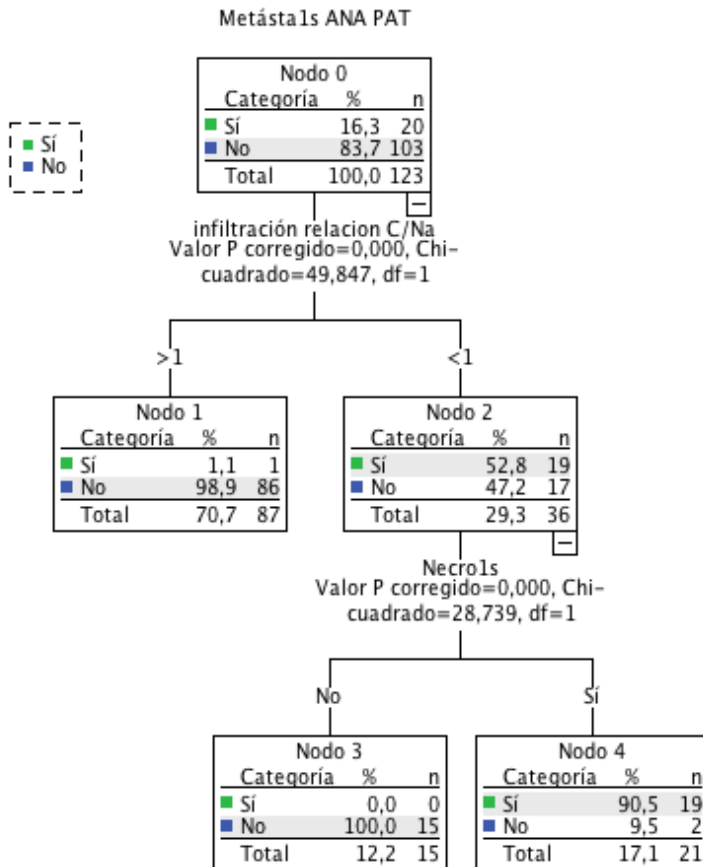 Metásta1s ANA PAT
Nodo 0
Categoría % n
Sí 16,3 20
No 83,7 103
Total 100,0 123
Sí
No
infiltración relacion C/Na
Valor P corregido=0,000, Chi-
cuadrado=49,847, df=1
>1
<1
Nodo 1
Categoría % n
Sí 1,1 1
No 98,9 86
Total 70,7 87
Nodo 2
Categoría % n
Sí 52,8 19
No 47,2 17
Total 29,3 36
Necro1s
Valor P corregido=0,000, Chi-
cuadrado=28,739, df=1
No
Sí
Nodo 3
Categoría % n
Sí 0,0 0
No 100,0 15
Total 12,2 15
Nodo 4
Categoría % n
Sí 90,5 19
No 9,5 2
Total 17,1 21